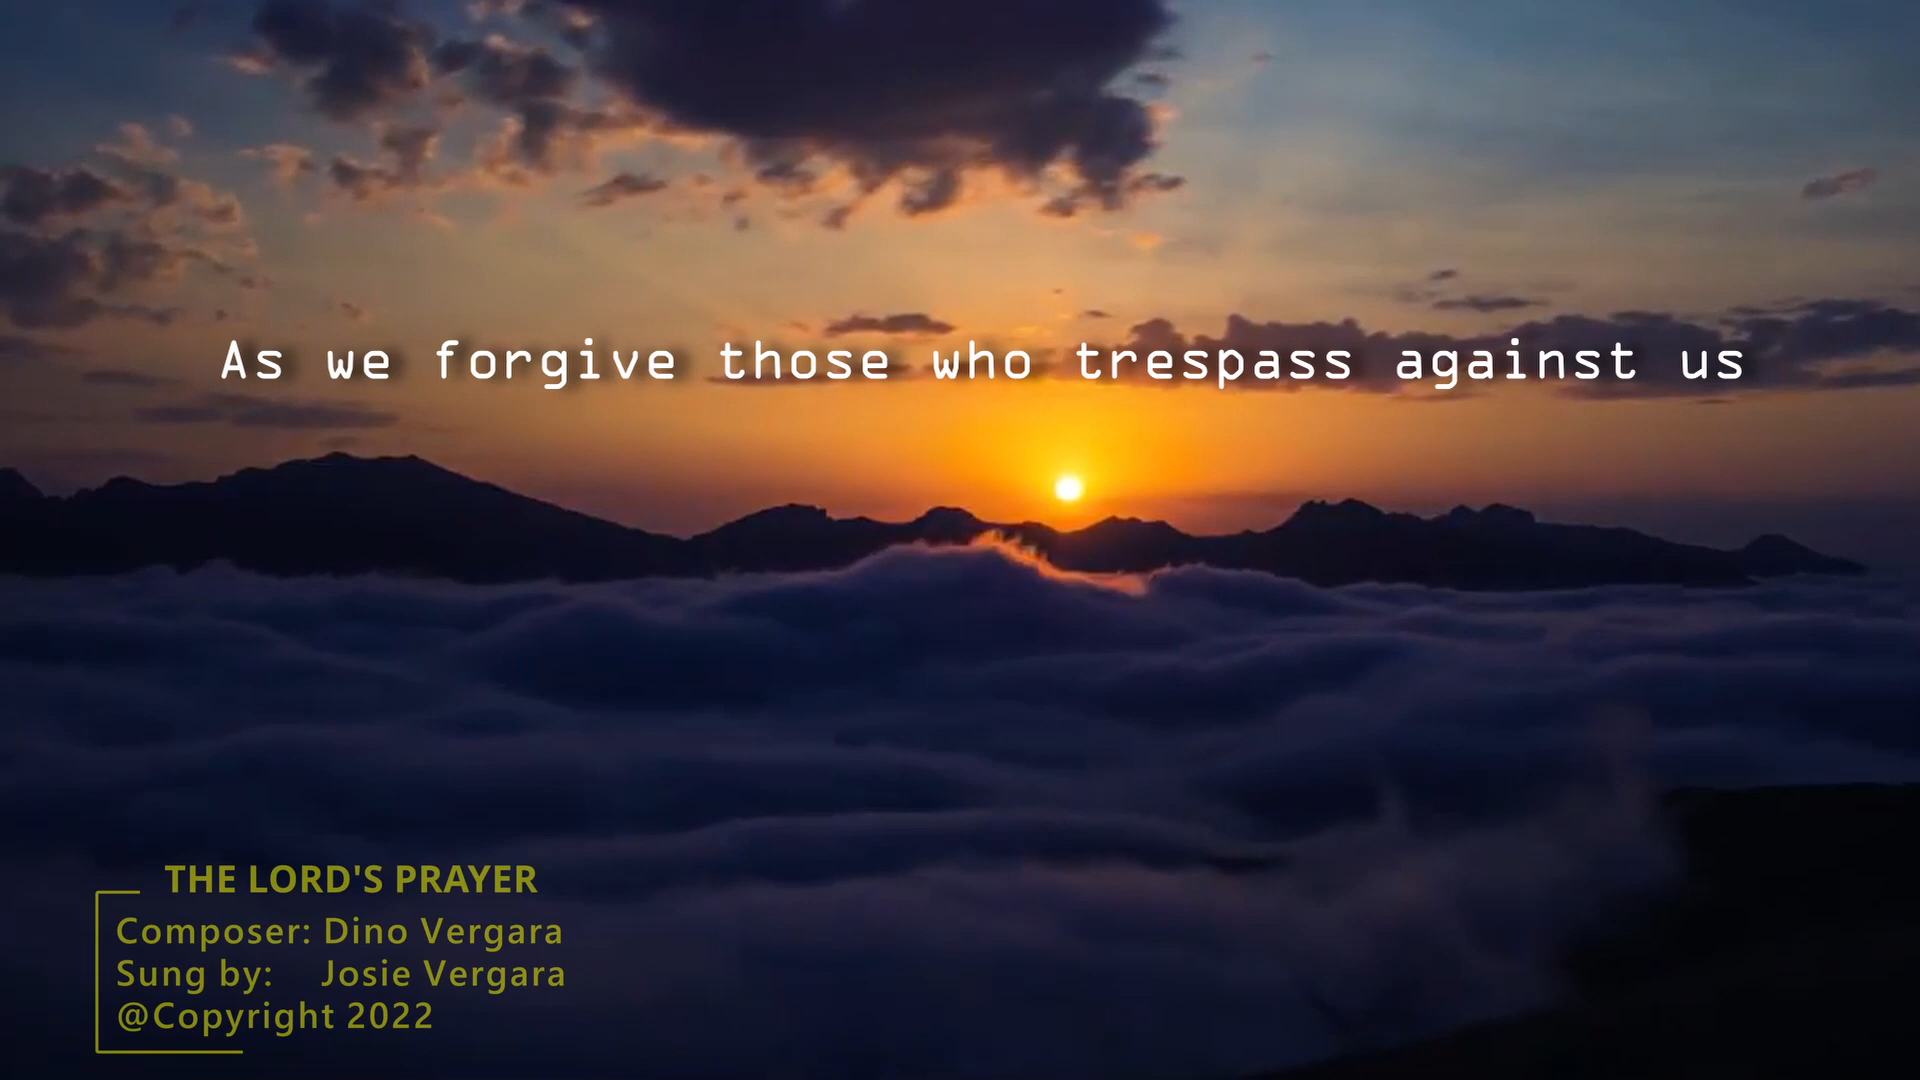 As we forgive those who trespass against us
THE LORD'S PRAYER
Composer: Dino Vergara
Sung by: Josie Vergara
@Copyright 2022